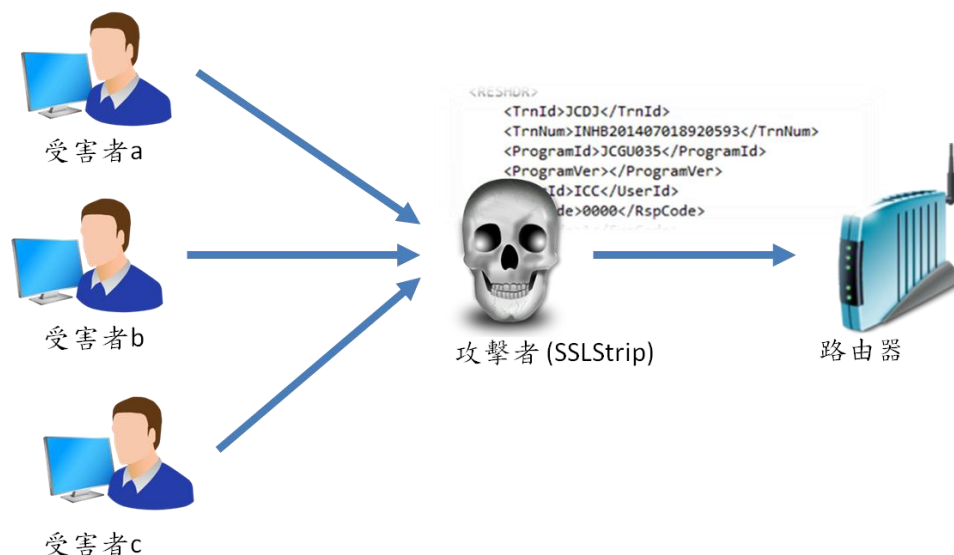 受害者a
<RESHDR>
<TrnId>JCDJ</TrnId>
<TrnNum>INHB201407018920593</TrnNum>
<ProgramId>JCGU035</ProgramId>
<ProgramVer></ProgramVer>
Id>ICC</UserId>
de>0000</RspCode>
受害者b
攻擊者(SSLStrip)
路由器
受害者c